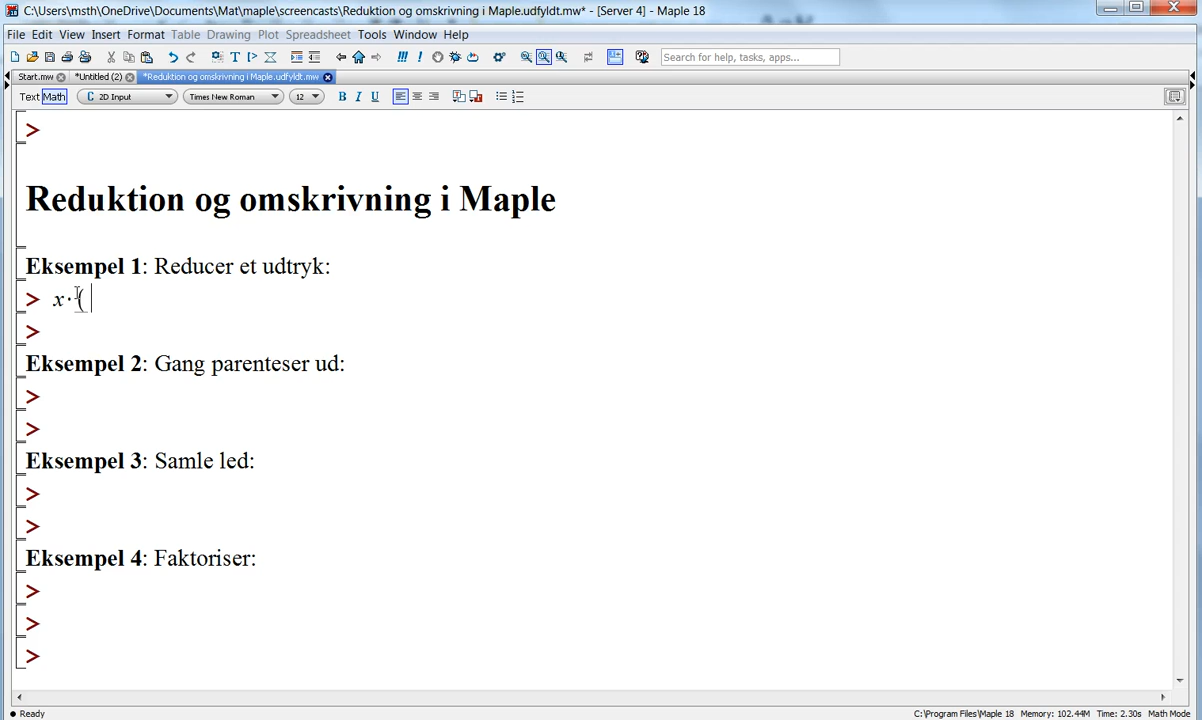 C:\Users\msth\OneDrive\Documents\Mat\maple\screencasts\Reduktion og omskrivning i Maple.udfyldt.mw* - [Server 4] - Maple 18
File Edit View Insert Format Table Drawing Plot Spreadsheet Tools Window Help
Search for help, tasks, apps...
Start.mw *Untitled (2) *Reduktion og omskrivning i Maple.udfyldt.mw
Text Math C 2D Input Times New Roman 12 B I U
>
Reduktion og omskrivning i Maple
Eksempel 1: Reducer et udtryk:
> x·(
>
Eksempel 2: Gang parenteser ud:
>
>
Eksempel 3: Samle led:
>
>
Eksempel 4: Faktoriser:
>
>
>
Ready C:\Program Files\Maple 18 Memory: 102.44M Time: 2.30s Math Mode